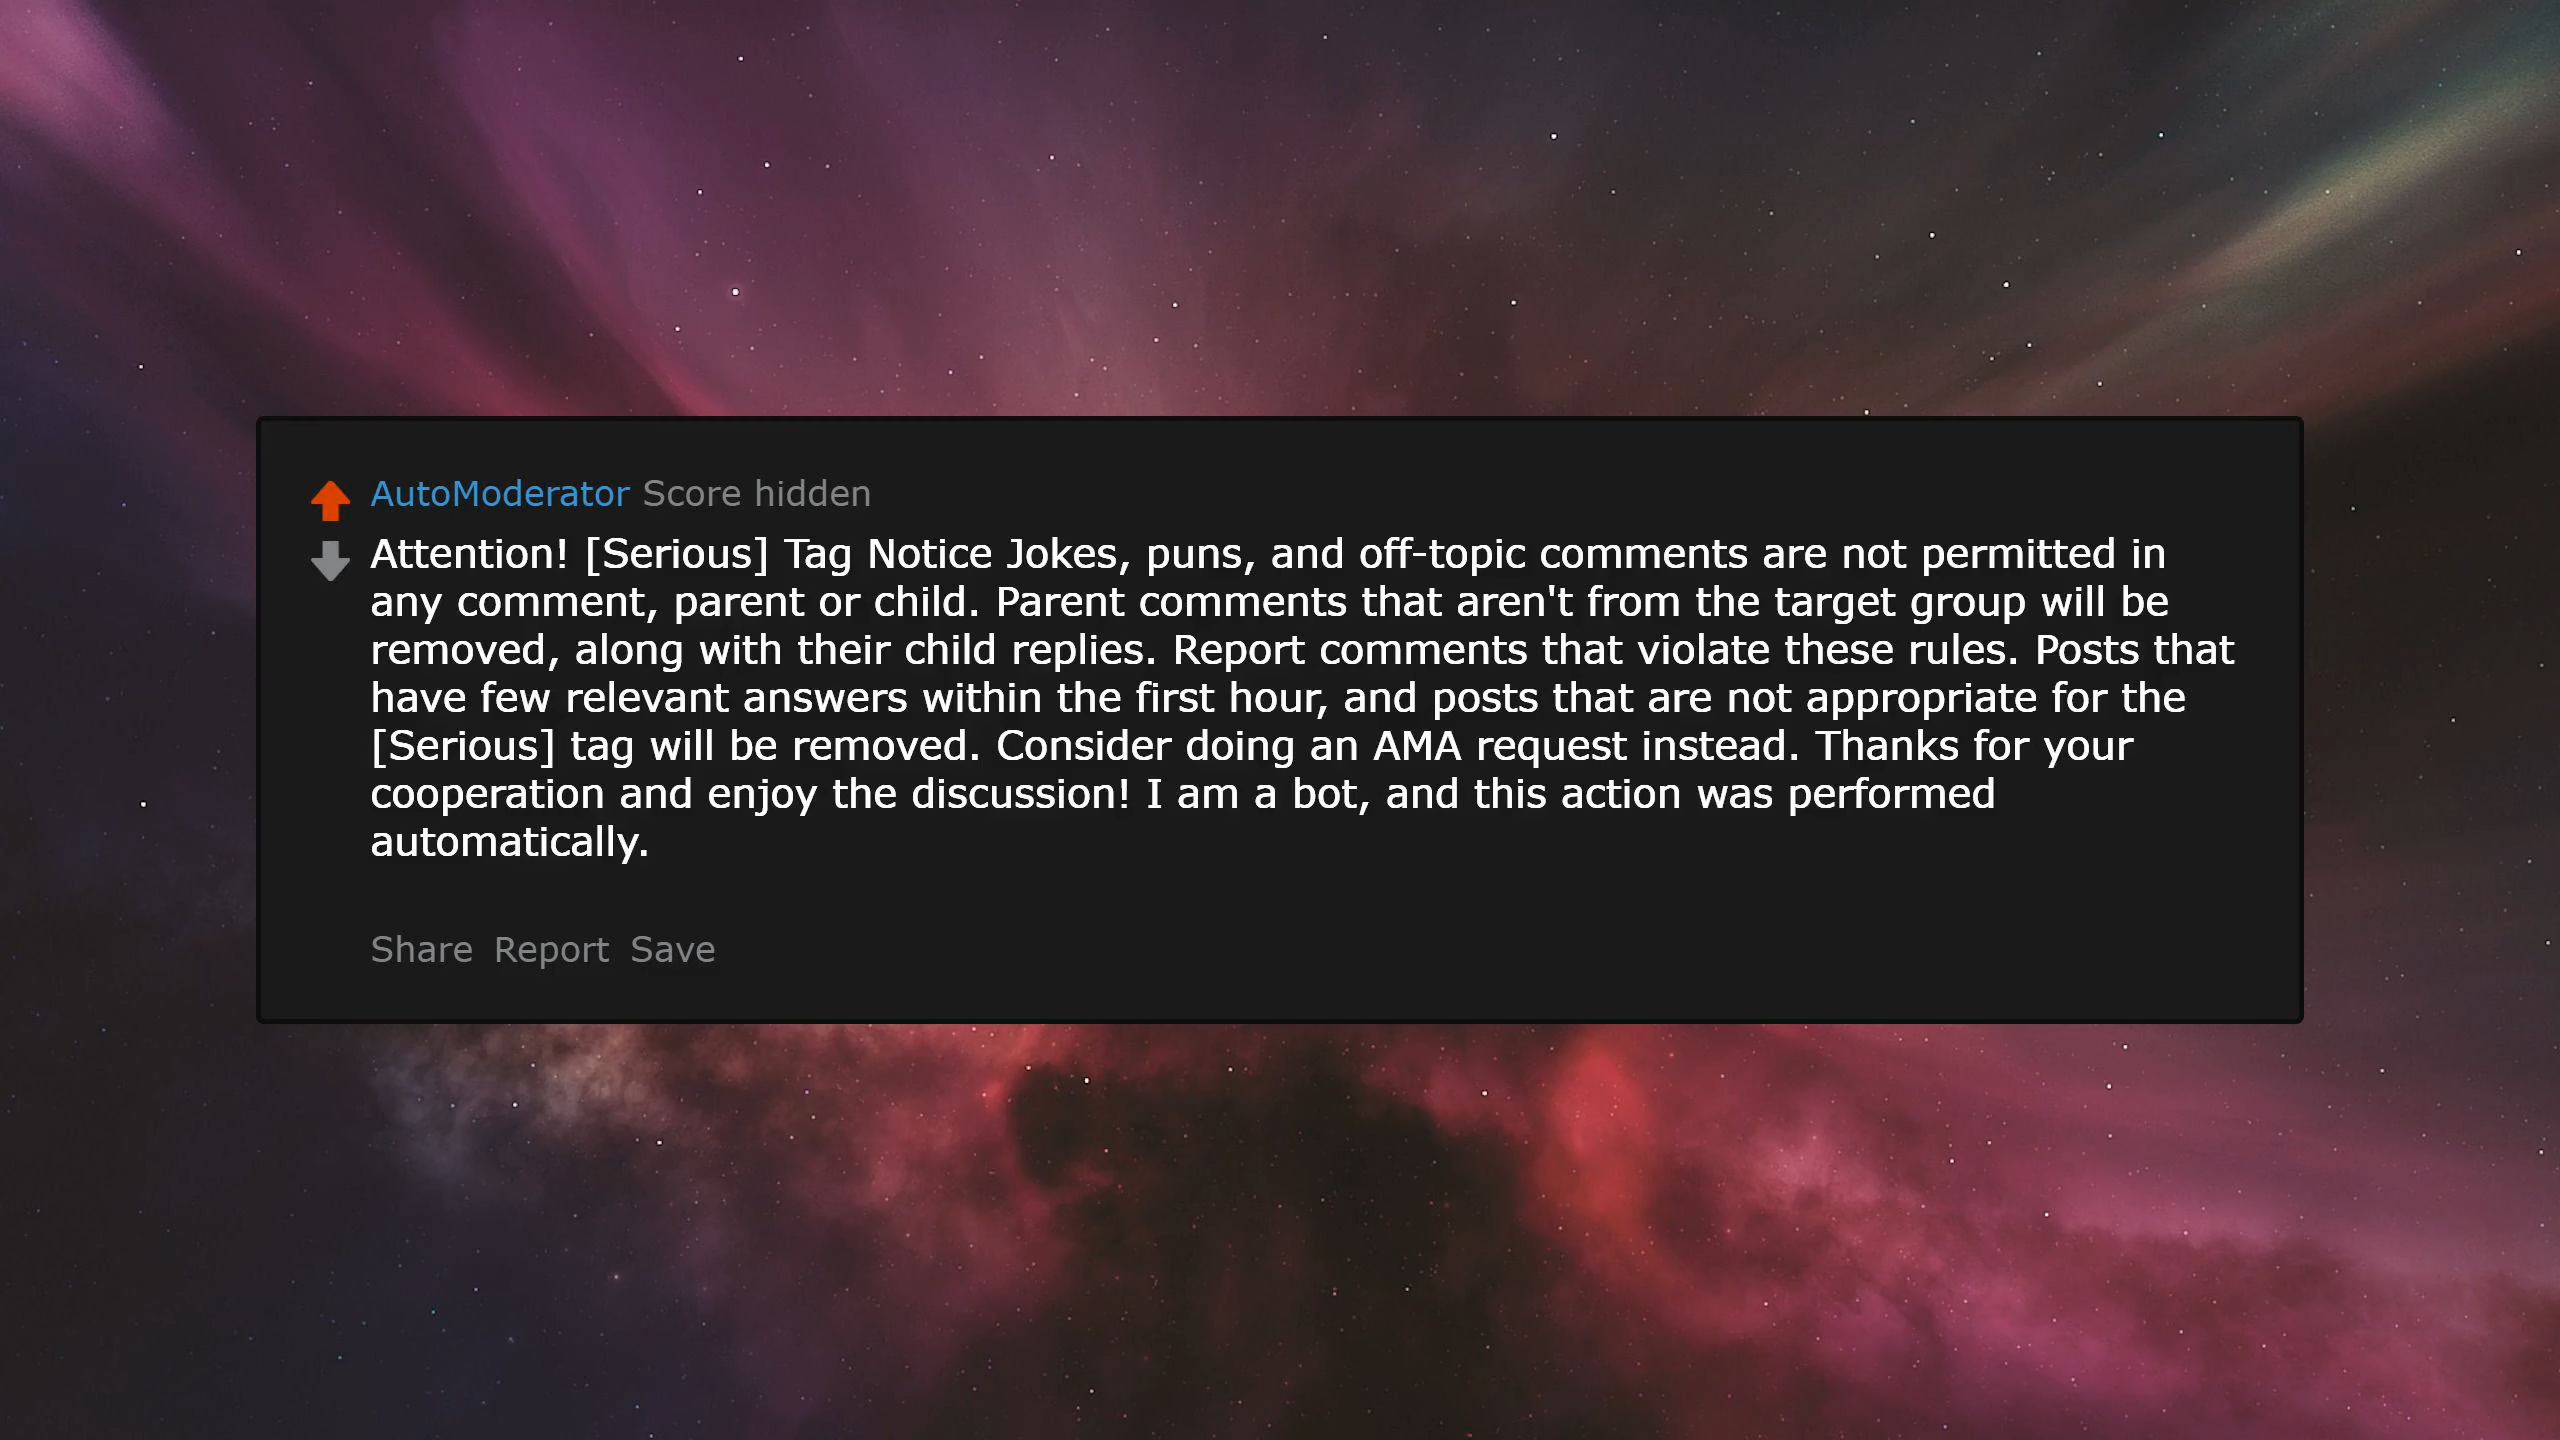 AutoModerator Score hidden
Attention! [Serious] Tag Notice Jokes, puns, and off-topic comments are not permitted in
any comment, parent or child. Parent comments that aren't from the target group will be
removed, along with their child replies. Report comments that violate these rules. Posts that
have few relevant answers within the first hour, and posts that are not appropriate for the
[Serious] tag will be removed. Consider doing an AMA request instead. Thanks for your
cooperation and enjoy the discussion! I am a bot, and this action was performed
automatically.
Share Report Save